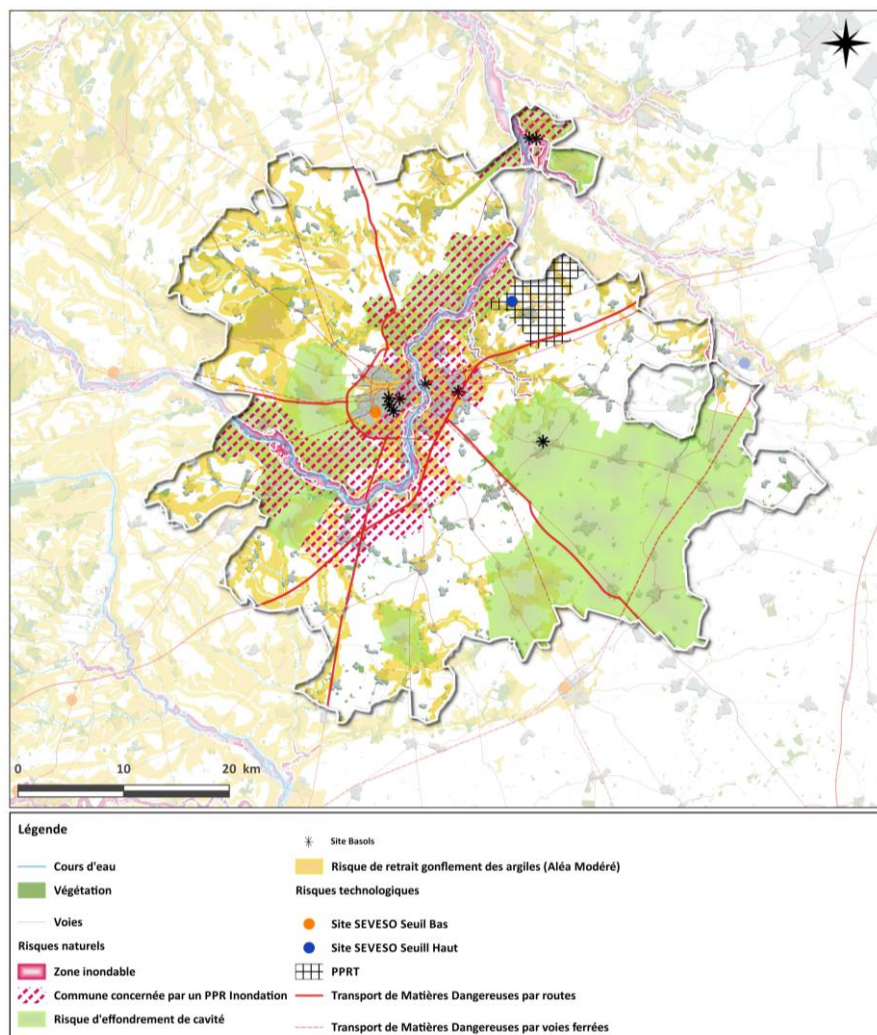 0 10 20 km
Légende
Cours d'eau
Végétation
Voies
Risques naturels
Zone inondable
Commune concernée par un PPR Inondation
Risque d'effondrement de cavité
Site Basols
Risque de retrait gonflement des argiles (Aléa Modéré)
Risques technologiques
Site SEVESO Seuil Bas
Site SEVESO Seuill Haut
PPRT
Transport de Matières Dangereuses par routes
Transport de Matières Dangereuses par voies ferrées